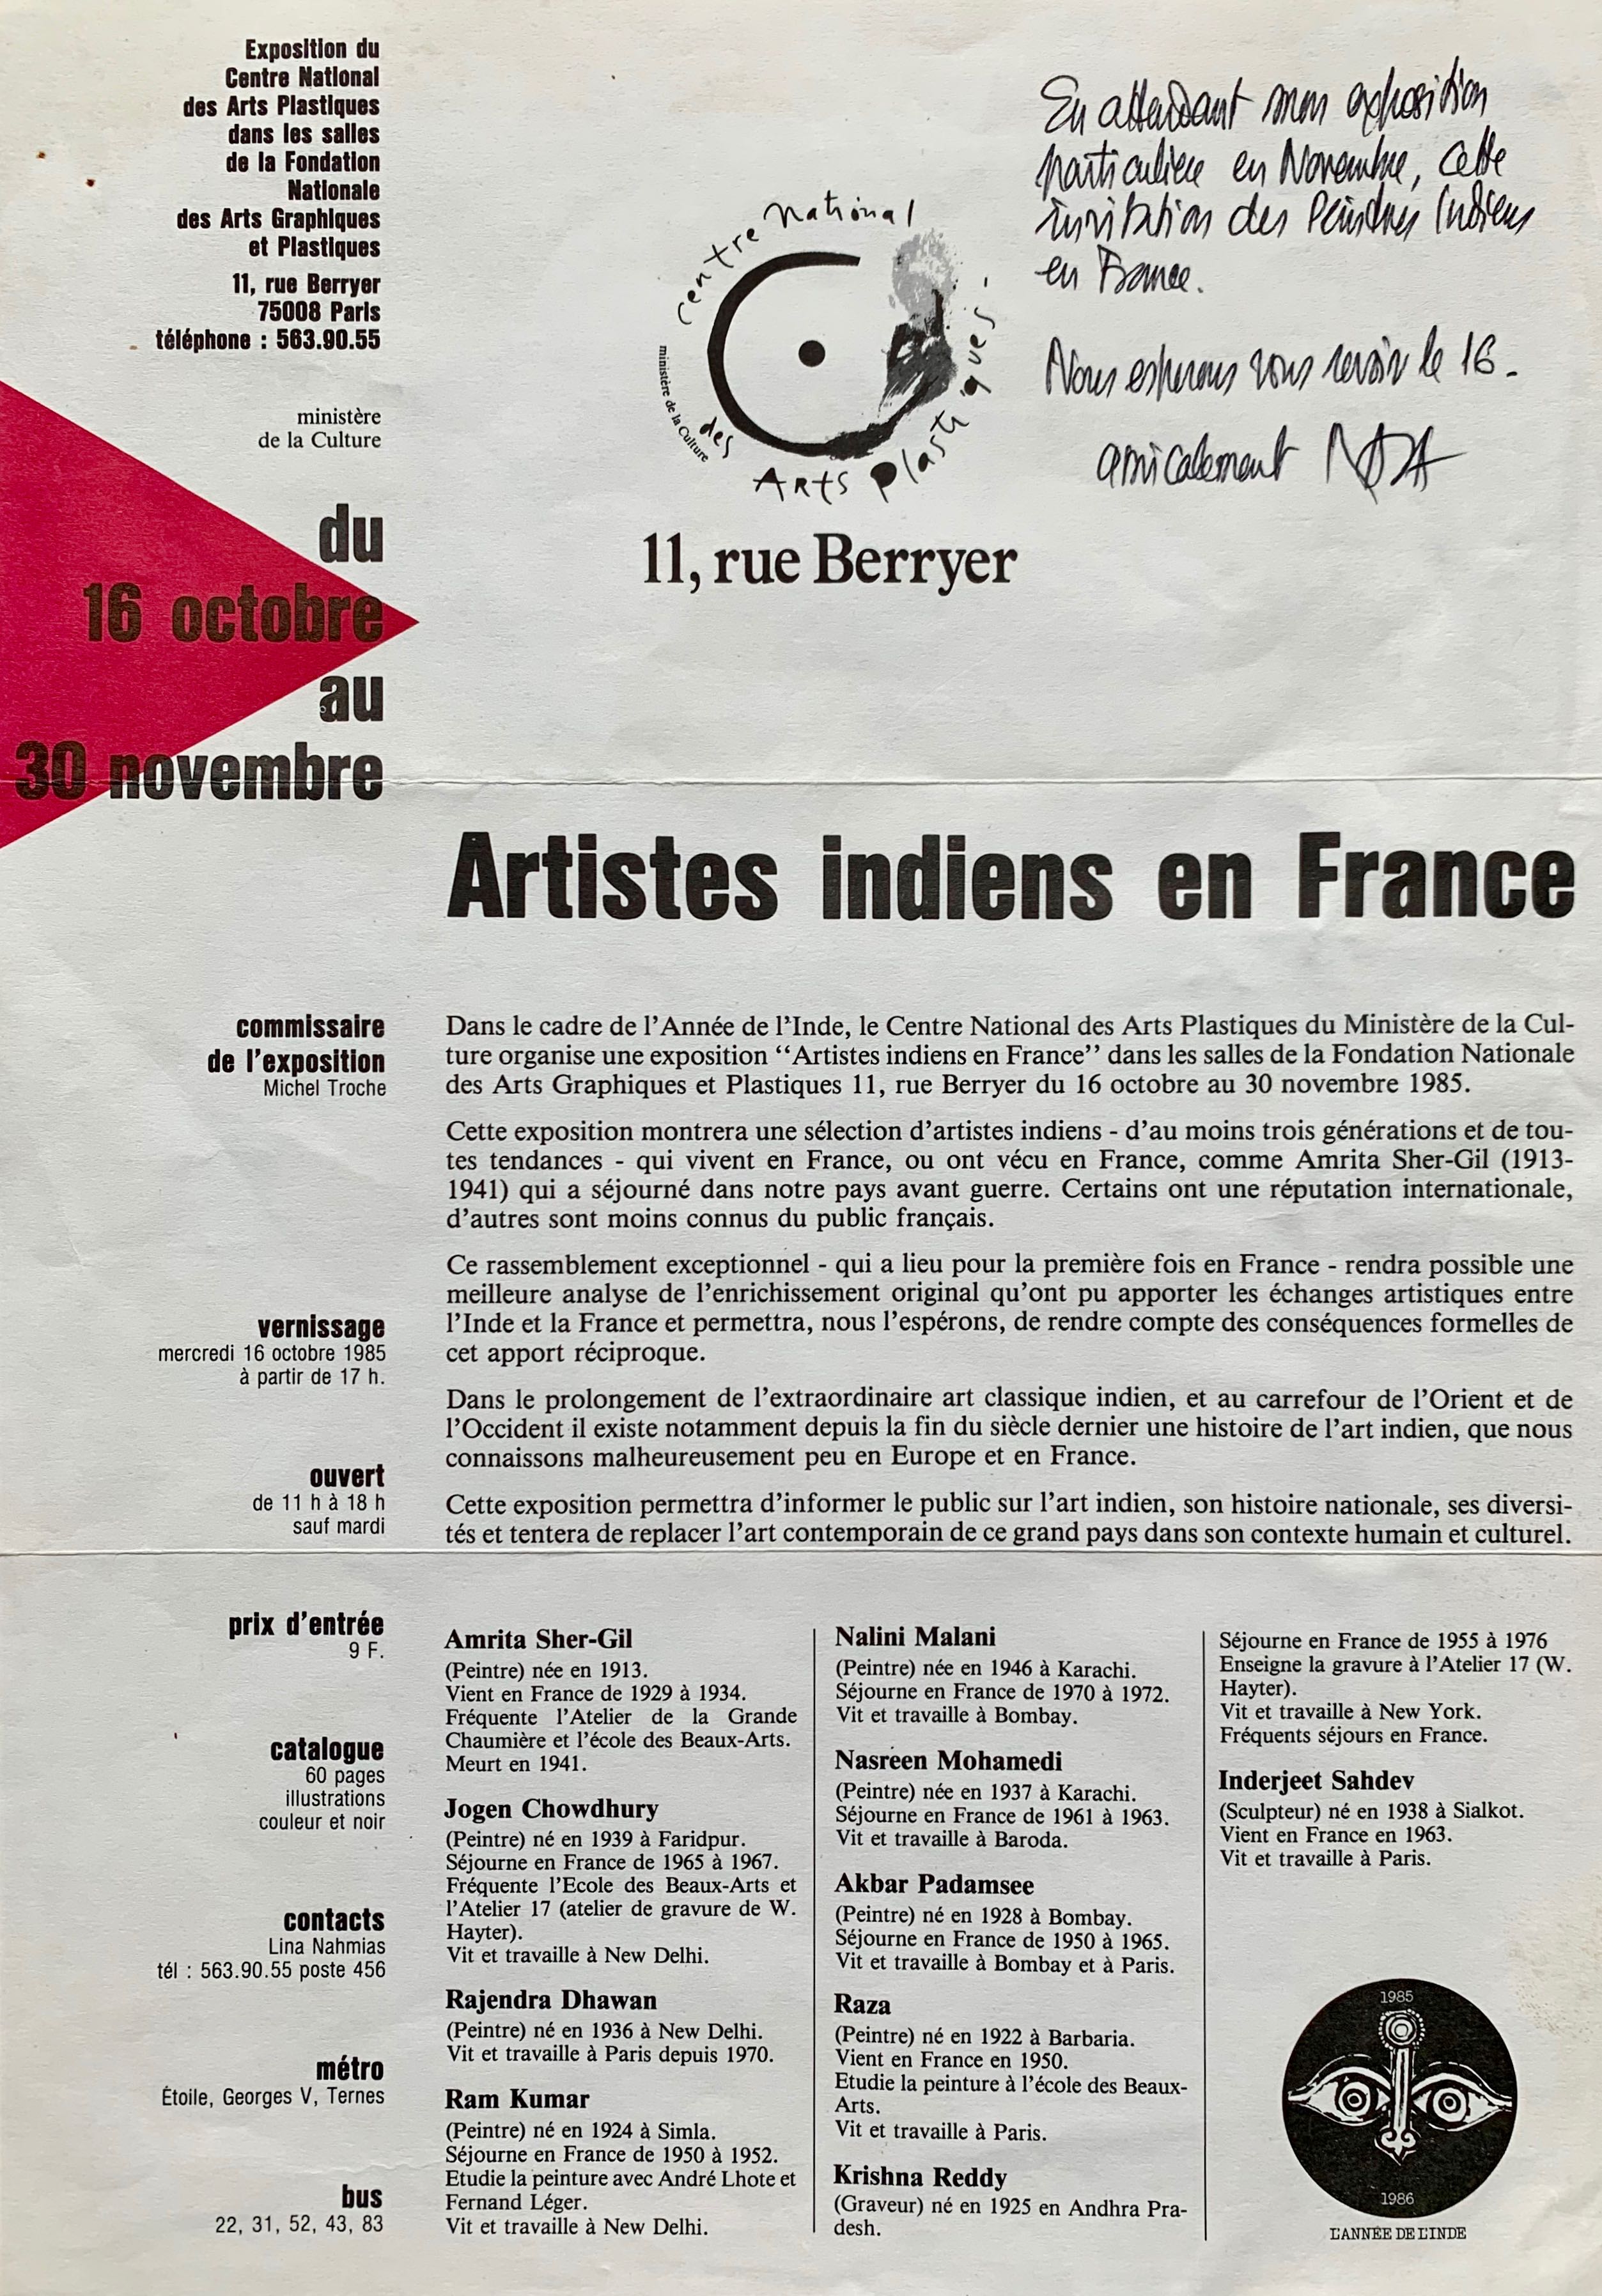 Exposition du
Centre National
des Arts Plastiques
dans les salles
de la Fondation
Nationale
des Arts Graphiques
et Plastiques
11, rue Berryer
75008 Paris
téléphone : 563.90.55
ministère
de la Culture
du
16 octobre
au
30 novembre
centre national
des
Arts plastiques
ministère de la Culture
11, rue Berryer
En attendant mon exposition
particulière en Novembre, cette
invitation des Peintres Indiens
en France.
Nous esperons vous revoir le 16 -
amicalement
Artistes indiens en France
commissaire
de l'exposition
Michel Troche
vernissage
mercredi 16 octobre 1985
à partir de 17 h.
ouvert
de 11 h à 18 h
sauf mardi
prix d'entrée
9 F.
catalogue
60 pages
illustrations
couleur et noir
contacts
Lina Nahmias
tél : 563.90.55 poste 456
métro
Étoile, Georges V, Ternes
bus
22, 31, 52, 43, 83
Dans le cadre de l'Année de l'Inde, le Centre National des Arts Plastiques du Ministère de la Cul-
ture organise une exposition “Artistes indiens en France” dans les salles de la Fondation Nationale
des Arts Graphiques et Plastiques 11, rue Berryer du 16 octobre au 30 novembre 1985.
Cette exposition montrera une sélection d'artistes indiens - d'au moins trois générations et de tou-
tes tendances - qui vivent en France, ou ont vécu en France, comme Amrita Sher-Gil (1913-
1941) qui a séjourné dans notre pays avant guerre. Certains ont une réputation internationale,
d'autres sont moins connus du public français.
Ce rassemblement exceptionnel - qui a lieu pour la première fois en France - rendra possible une
meilleure analyse de l'enrichissement original qu'ont pu apporter les échanges artistiques entre
l'Inde et la France et permettra, nous l'espérons, de rendre compte des conséquences formelles de
cet apport réciproque.
Dans le prolongement de l'extraordinaire art classique indien, et au carrefour de l'Orient et de
l'Occident il existe notamment depuis la fin du siècle dernier une histoire de l'art indien, que nous
connaissons malheureusement peu en Europe et en France.
Cette exposition permettra d'informer le public sur l'art indien, son histoire nationale, ses diversi-
tés et tentera de replacer l'art contemporain de ce grand pays dans son contexte humain et culturel.
Amrita Sher-Gil
(Peintre) née en 1913.
Vient en France de 1929 à 1934.
Fréquente l'Atelier de la Grande
Chaumière et l'école des Beaux-Arts.
Meurt en 1941.
Jogen Chowdhury
(Peintre) né en 1939 à Faridpur.
Séjourne en France de 1965 à 1967.
Fréquente l'Ecole des Beaux-Arts et
l'Atelier 17 (atelier de gravure de W.
Hayter).
Vit et travaille à New Delhi.
Rajendra Dhawan
(Peintre) né en 1936 à New Delhi.
Vit et travaille à Paris depuis 1970.
Ram Kumar
(Peintre) né en 1924 à Simla.
Séjourne en France de 1950 à 1952.
Etudie la peinture avec André Lhote et
Fernand Léger.
Vit et travaille à New Delhi.
Nalini Malani
(Peintre) née en 1946 à Karachi.
Séjourne en France de 1970 à 1972.
Vit et travaille à Bombay.
Nasreen Mohamedi
(Peintre) née en 1937 à Karachi.
Séjourne en France de 1961 à 1963.
Vit et travaille à Baroda.
Akbar Padamsee
(Peintre) né en 1928 à Bombay.
Séjourne en France de 1950 à 1965.
Vit et travaille à Bombay et à Paris.
Raza
(Peintre) né en 1922 à Barbaria.
Vient en France en 1950.
Etudie la peinture à l'école des Beaux-
Arts.
Vit et travaille à Paris.
Krishna Reddy
(Graveur) né en 1925 en Andhra Pra-
desh.
Séjourne en France de 1955 à 1976
Enseigne la gravure à l'Atelier 17 (W.
Hayter).
Vit et travaille à New York.
Fréquents séjours en France.
Inderjeet Sahdev
(Sculpteur) né en 1938 à Sialkot.
Vient en France en 1963.
Vit et travaille à Paris.
1985
1986
L'ANNÉE DE L'INDE